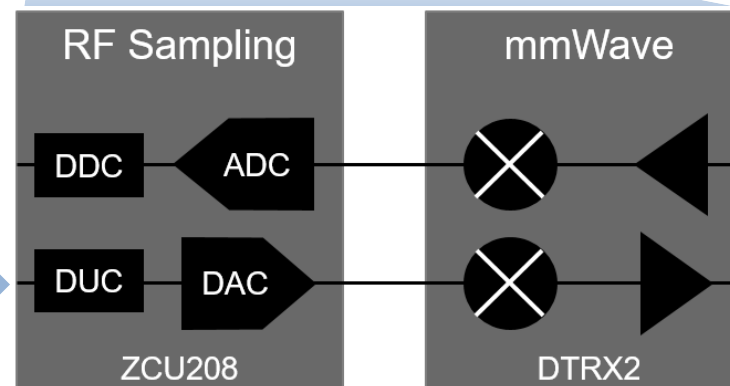 RF Sampling
mmWave
DDC
ADC
DUC
DAC
ZCU208
DTRX2